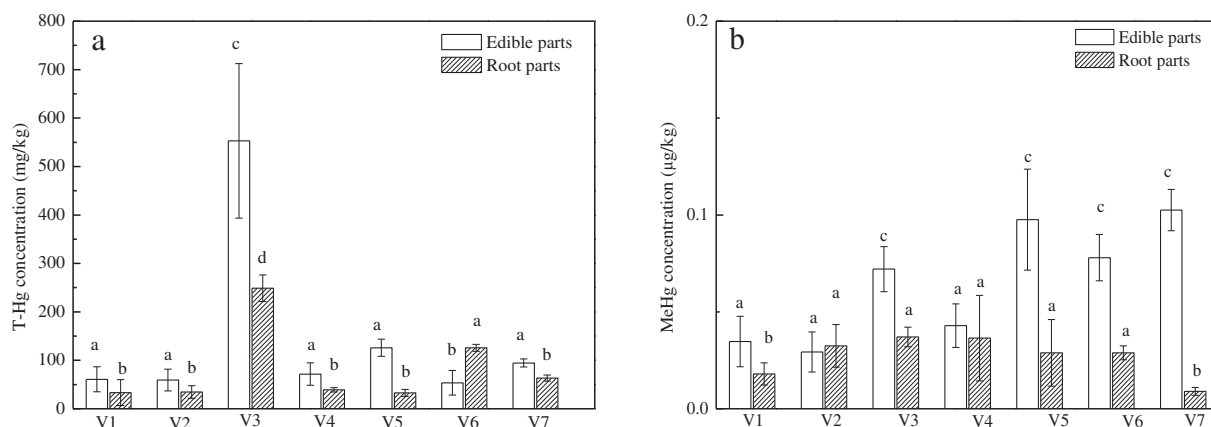 a
Edible parts
Root parts
T-Hg concentration (mg/kg)
800
700
600
500
400
300
200
100
0
c
d
a
b
a
b
a
b
a
b
b
a
a
b
V1
V2
V3
V4
V5
V6
V7
b
Edible parts
Root parts
MeHg concentration (µg/kg)
0.2
0.1
0.0
a
b
a
a
c
a
a
a
c
a
c
a
c
b
V1
V2
V3
V4
V5
V6
V7